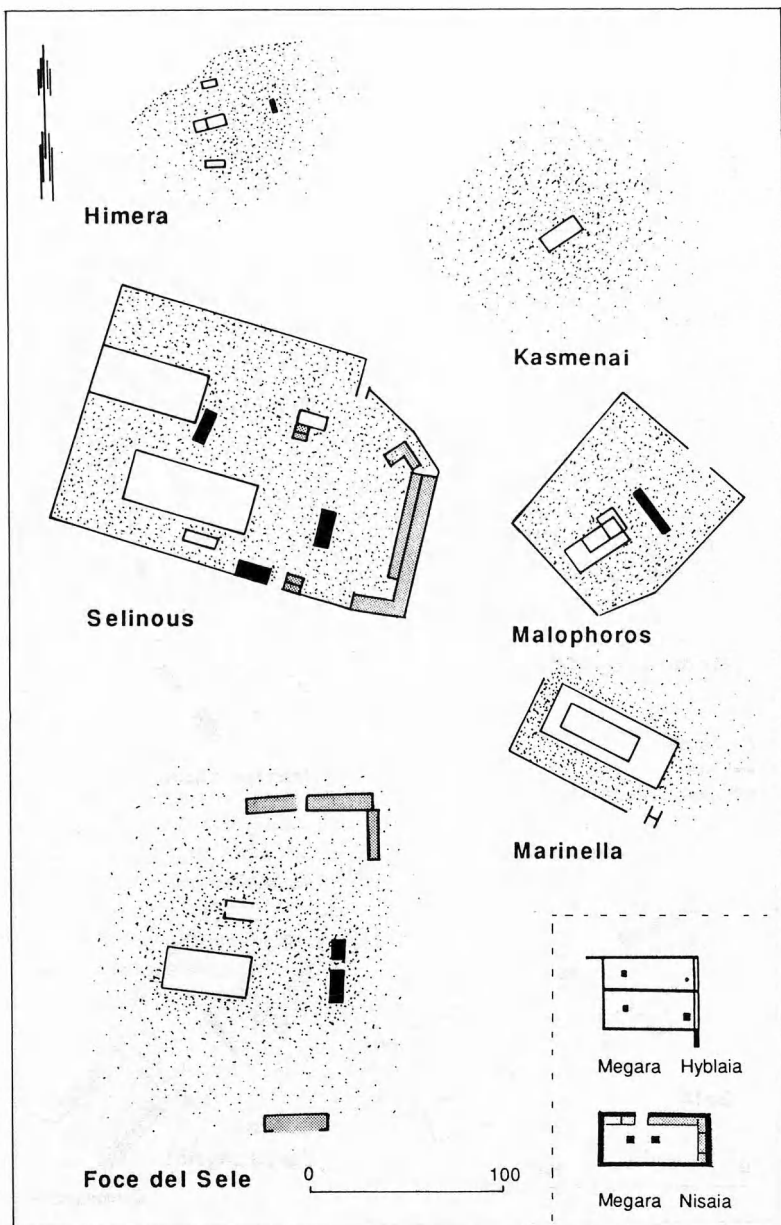 Himera
Kasmenai
Selinous
Malophoros
Marinella
Megara Hyblaia
Megara Nisaia
Foce del Sele
0 100